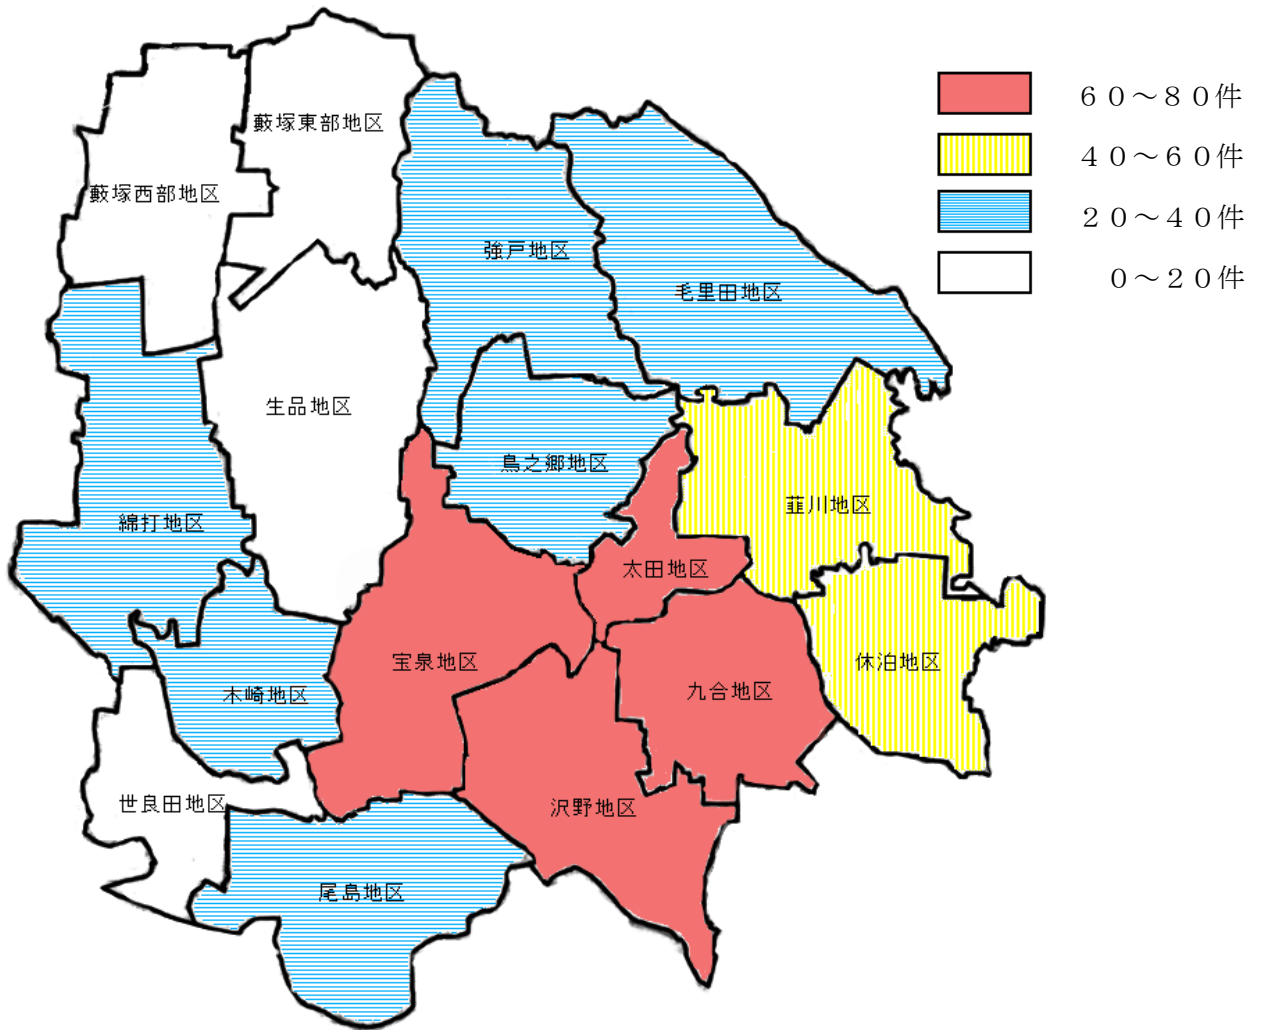 ６０～８０件
藪塚東部地区
４０～６０件
藪塚西部地区
２０～４０件
強戸地区
０～２０件
毛里田地区
生品地区
鳥之郷地区
韮川地区
綿打地区
太田地区
宝泉地区
休泊地区
九合地区
木崎地区
世良田地区
沢野地区
尾島地区